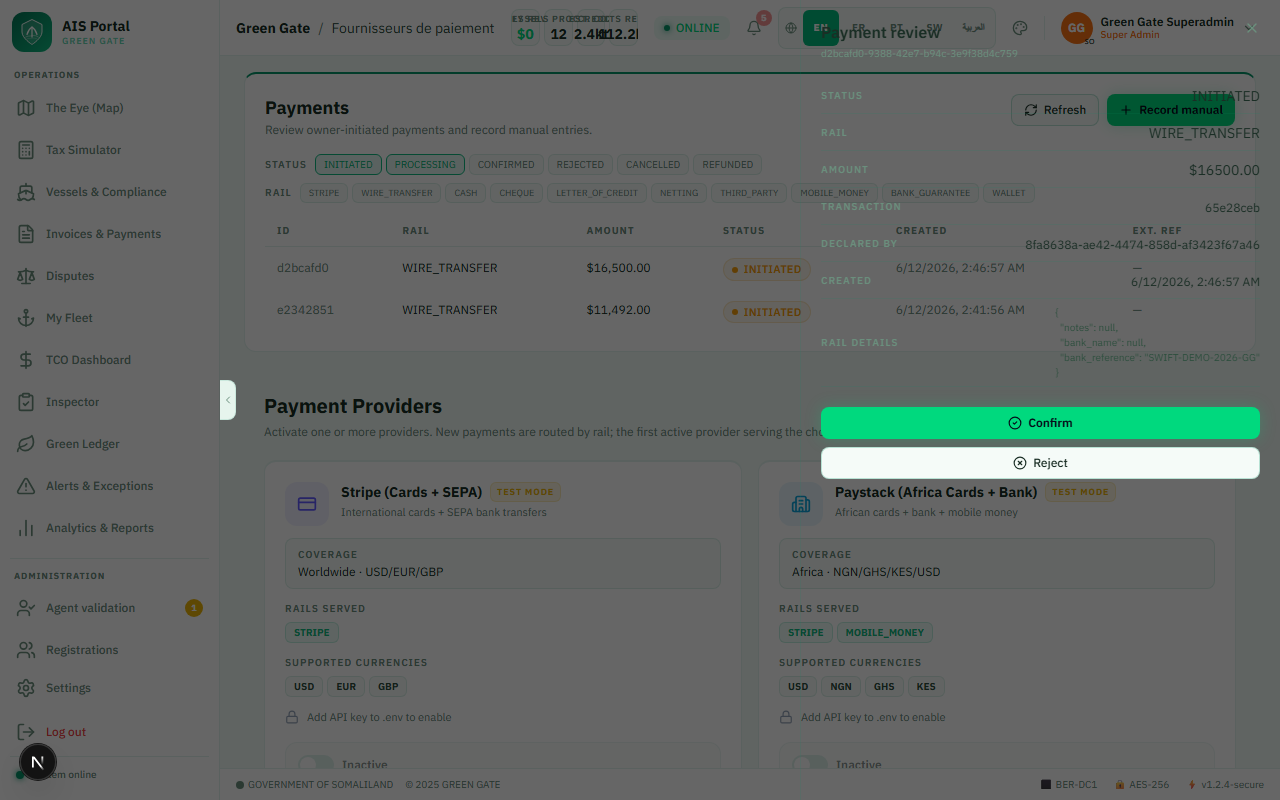 AIS Portal
GREEN GATE
OPERATIONS
The Eye (Map)
Tax Simulator
Vessels & Compliance
Invoices & Payments
Disputes
My Fleet
TCO Dashboard
Inspector
Green Ledger
Alerts & Exceptions
Analytics & Reports
ADMINISTRATION
Agent validation
1
Registrations
Settings
Log out
N
online
Green Gate / Fournisseurs de paiement
$0
12
ONLINE
5
EN
FR
PT
SW
العربية
GG
SO
Green Gate Superadmin
Super Admin
Payments
Review owner-initiated payments and record manual entries.
Refresh
Record manual
STATUS
INITIATED
PROCESSING
CONFIRMED
REJECTED
CANCELLED
REFUNDED
RAIL
STRIPE
WIRE_TRANSFER
CASH
CHEQUE
LETTER_OF_CREDIT
NETTING
THIRD_PARTY
MOBILE_MONEY
BANK_GUARANTEE
WALLET
ID RAIL AMOUNT STATUS CREATED EXT. REF
d2bcafd0 WIRE_TRANSFER $16,500.00 INITIATED 6/12/2026, 2:46:57 AM —
e2342851 WIRE_TRANSFER $11,492.00 INITIATED 6/12/2026, 2:41:56 AM —
Payment review
d2bcafd0-9388-42e7-b94c-3e9f38d4c759
STATUS INITIATED
RAIL WIRE_TRANSFER
AMOUNT $16500.00
TRANSACTION 65e28ceb
DECLARED BY 8fa8638a-ae42-4474-858d-af3423f67a46
CREATED 6/12/2026, 2:46:57 AM
RAIL DETAILS
{
"notes": null,
"bank_name": null,
"bank_reference": "SWIFT-DEMO-2026-GG"
}
Confirm
Reject
Payment Providers
Activate one or more providers. New payments are routed by rail; the first active provider serving the
Stripe (Cards + SEPA)
TEST MODE
International cards + SEPA bank transfers
COVERAGE
Worldwide · USD/EUR/GBP
RAILS SERVED
STRIPE
SUPPORTED CURRENCIES
USD
EUR
GBP
Add API key to .env to enable
Inactive
Paystack (Africa Cards + Bank)
TEST MODE
African cards + bank + mobile money
COVERAGE
Africa · NGN/GHS/KES/USD
RAILS SERVED
STRIPE
MOBILE_MONEY
SUPPORTED CURRENCIES
USD
NGN
GHS
KES
Add API key to .env to enable
Inactive
GOVERNMENT OF SOMALILAND
© 2025 GREEN GATE
BER-DC1
AES-256
v1.2.4-secure